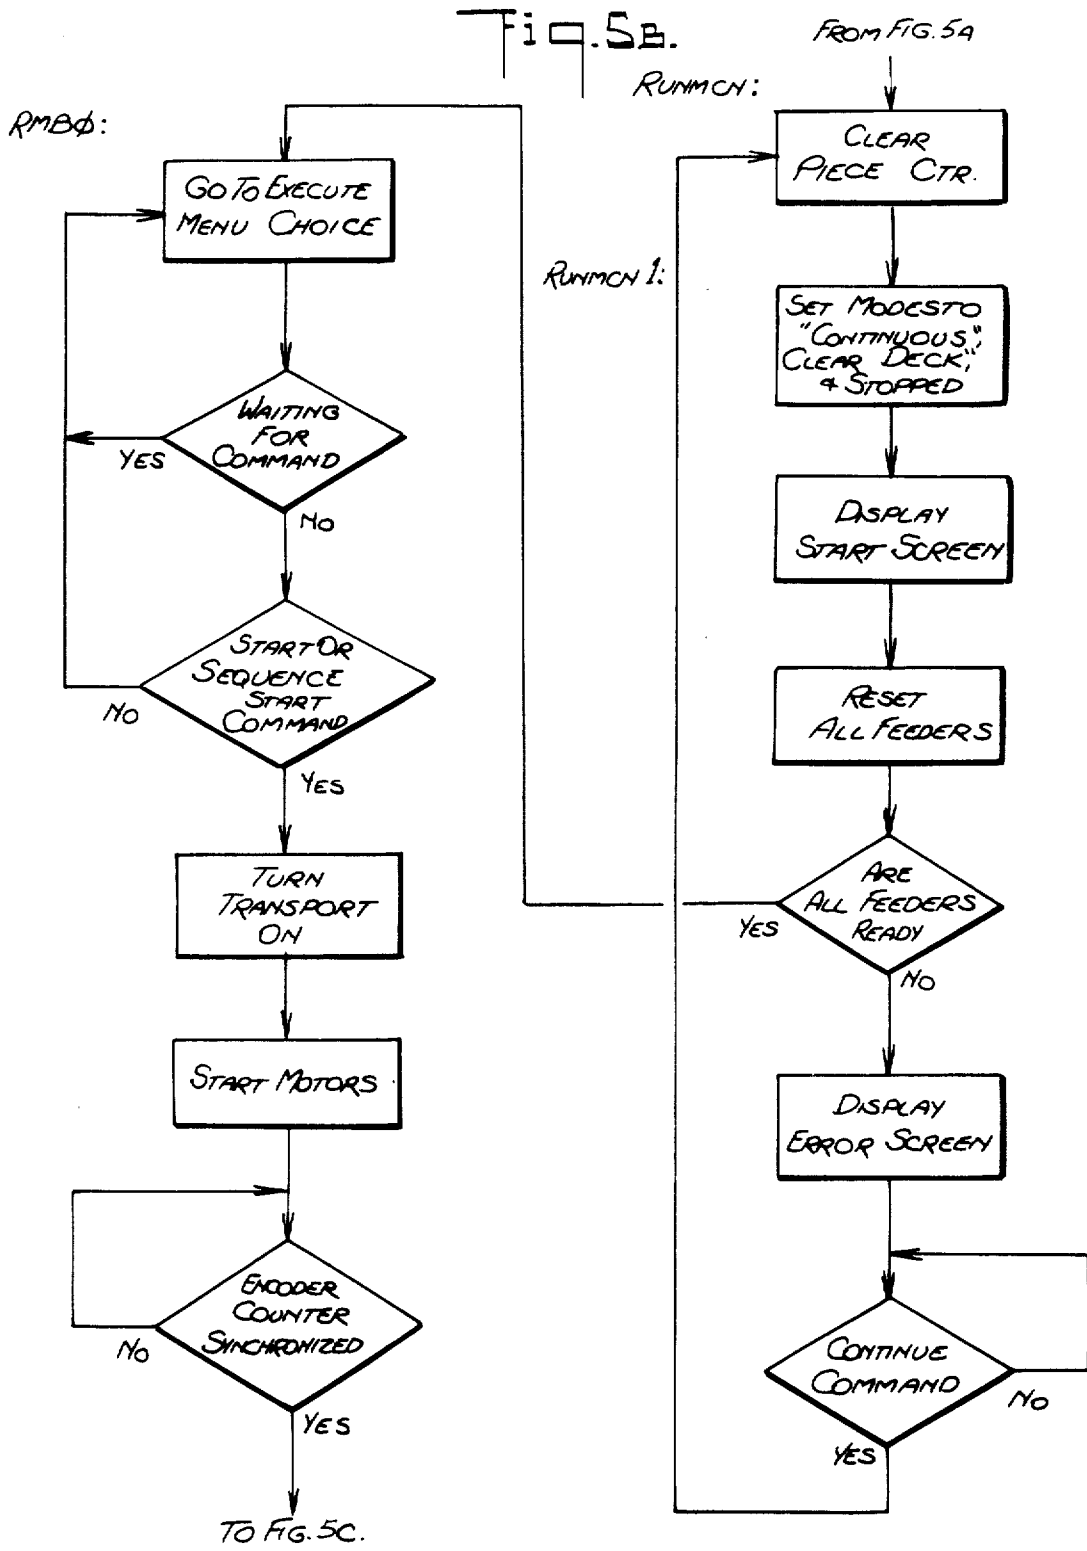 Fig. 5B.
FROM FIG. 5A
RUNMCN:
CLEAR
PIECE CTR.
RUNMCN 1:
SET MODES TO
"CONTINUOUS",
CLEAR DECK,"
& STOPPED
DISPLAY
START SCREEN
RESET
ALL FEEDERS
ARE
ALL FEEDERS
READY
YES
NO
DISPLAY
ERROR SCREEN
CONTINUE
COMMAND
NO
YES
RMBØ:
GO TO EXECUTE
MENU CHOICE
WAITING
FOR
COMMAND
YES
NO
START OR
SEQUENCE
START
COMMAND
NO
YES
TURN
TRANSPORT
ON
START MOTORS
ENCODER
COUNTER
SYNCHRONIZED
NO
YES
TO FIG. 5C.